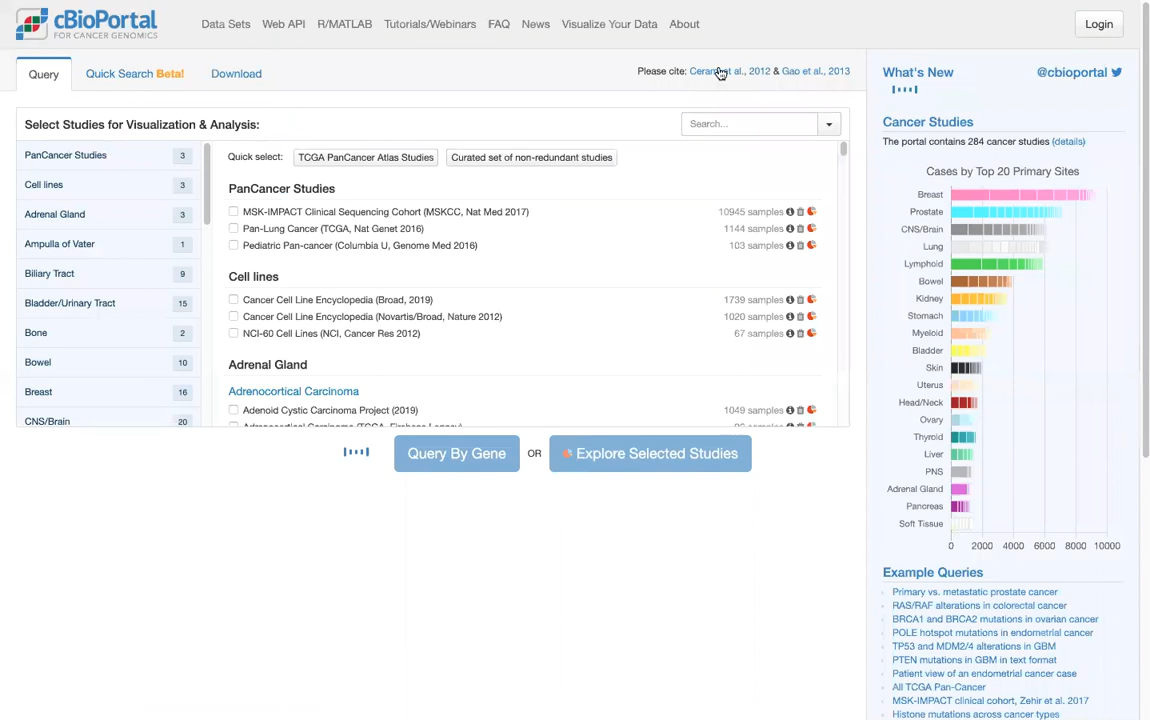 cBioPortal
FOR CANCER GENOMICS
Data Sets Web API R/MATLAB Tutorials/Webinars FAQ News Visualize Your Data About
Login
Query Quick Search Beta! Download
Please cite: Cerami et al., 2012 & Gao et al., 2013
Select Studies for Visualization & Analysis:
Search...
PanCancer Studies 3
Cell lines 3
Adrenal Gland 3
Ampulla of Vater 1
Biliary Tract 9
Bladder/Urinary Tract 15
Bone 2
Bowel 10
Breast 16
CNS/Brain 20
Quick select: TCGA PanCancer Atlas Studies Curated set of non-redundant studies
PanCancer Studies
MSK-IMPACT Clinical Sequencing Cohort (MSKCC, Nat Med 2017) 10945 samples
Pan-Lung Cancer (TCGA, Nat Genet 2016) 1144 samples
Pediatric Pan-cancer (Columbia U, Genome Med 2016) 103 samples
Cell lines
Cancer Cell Line Encyclopedia (Broad, 2019) 1739 samples
Cancer Cell Line Encyclopedia (Novartis/Broad, Nature 2012) 1020 samples
NCI-60 Cell Lines (NCI, Cancer Res 2012) 67 samples
Adrenal Gland
Adrenocortical Carcinoma
Adenoid Cystic Carcinoma Project (2019) 1049 samples
Query By Gene OR Explore Selected Studies
What's New @cbioportal
Cancer Studies
The portal contains 284 cancer studies (details)
Cases by Top 20 Primary Sites
Breast
Prostate
CNS/Brain
Lung
Lymphoid
Bowel
Kidney
Stomach
Myeloid
Bladder
Skin
Uterus
Head/Neck
Ovary
Thyroid
Liver
PNS
Adrenal Gland
Pancreas
Soft Tissue
0 2000 4000 6000 8000 10000
Example Queries
Primary vs. metastatic prostate cancer
RAS/RAF alterations in colorectal cancer
BRCA1 and BRCA2 mutations in ovarian cancer
POLE hotspot mutations in endometrial cancer
TP53 and MDM2/4 alterations in GBM
PTEN mutations in GBM in text format
Patient view of an endometrial cancer case
All TCGA Pan-Cancer
MSK-IMPACT clinical cohort, Zehir et al. 2017
Histone mutations across cancer types